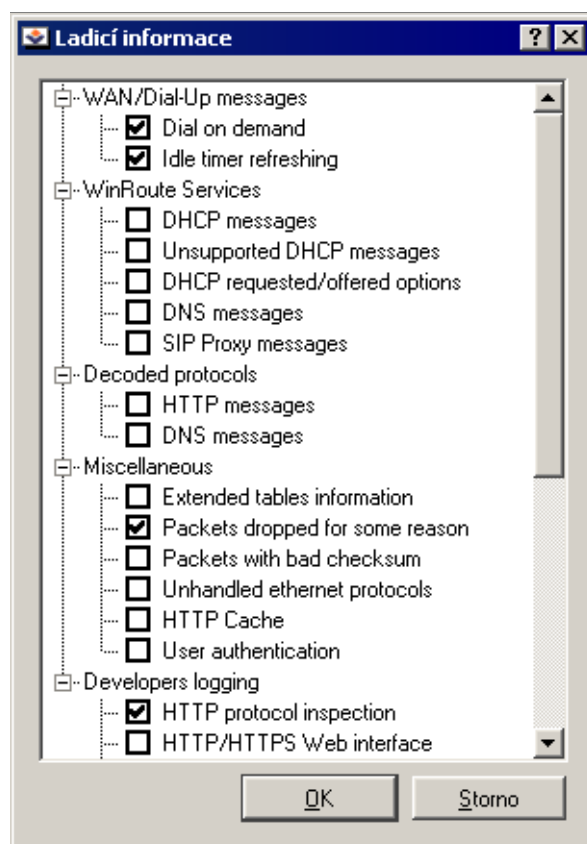 Ladicí informace
WAN/Dial-Up messages
Dial on demand
Idle timer refreshing
WinRoute Services
DHCP messages
Unsupported DHCP messages
DHCP requested/offered options
DNS messages
SIP Proxy messages
Decoded protocols
HTTP messages
DNS messages
Miscellaneous
Extended tables information
Packets dropped for some reason
Packets with bad checksum
Unhandled ethernet protocols
HTTP Cache
User authentication
Developers logging
HTTP protocol inspection
HTTP/HTTPS Web interface
OK Storno